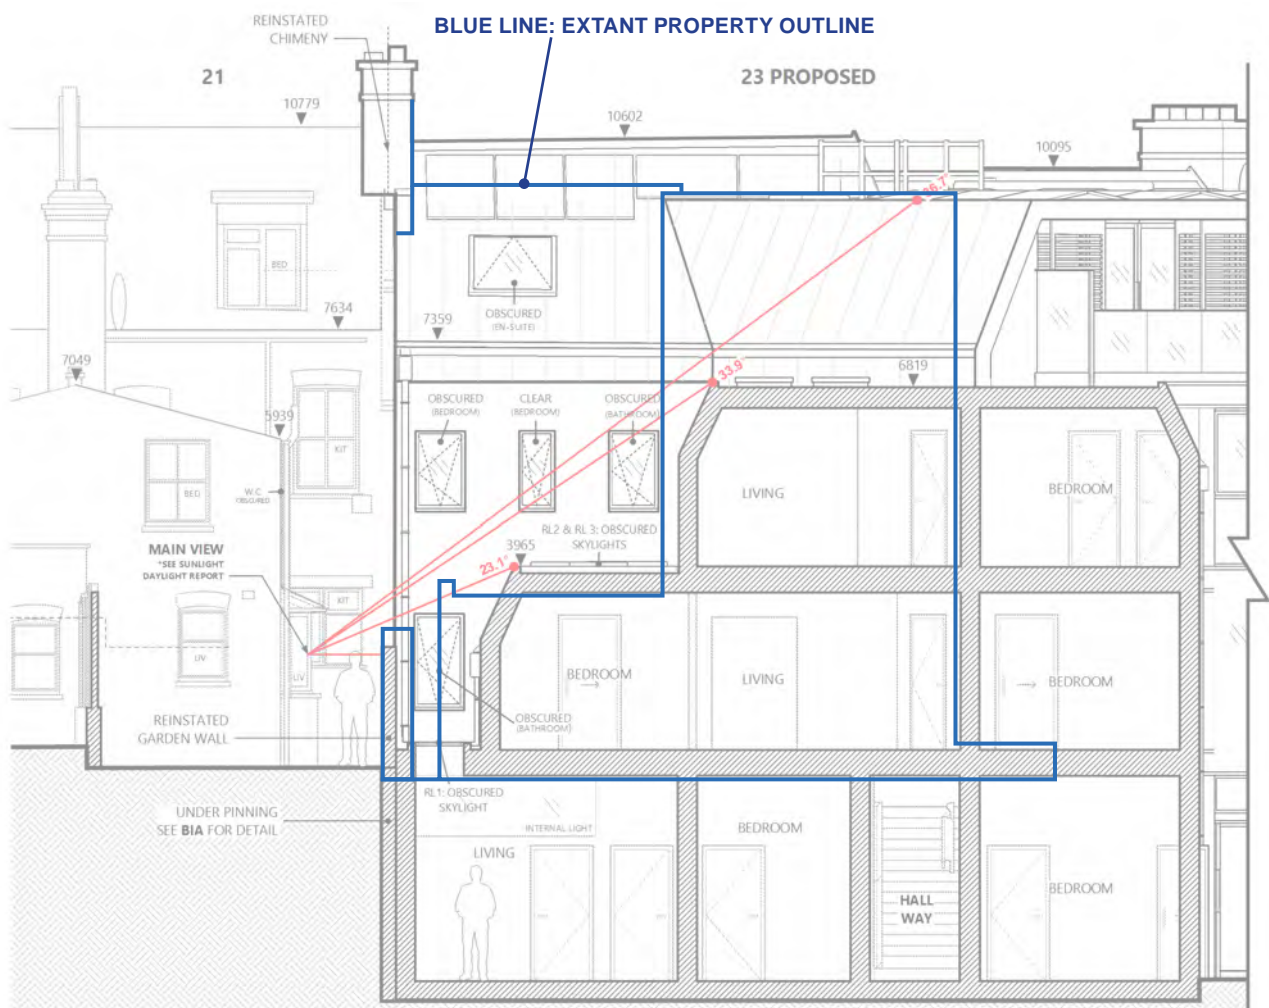 BLUE LINE: EXTANT PROPERTY OUTLINE
REINSTATED
CHIMENY
21
23 PROPOSED
10779
10602
10095
36.7°
BED
OBSCURED
(EN-SUITE)
7634
7359
7049
33.9°
6819
5939
OBSCURED
(BEDROOM)
CLEAR
(BEDROOM)
OBSCURED
(BATHROOM)
KIT
W.C
OBSCURED
BED
LIVING
BEDROOM
RL2 & RL 3: OBSCURED
SKYLIGHTS
MAIN VIEW
*SEE SUNLIGHT
DAYLIGHT REPORT
3965
23.1°
KIT
LIV
LIV
LIV
BEDROOM
LIVING
BEDROOM
REINSTATED
GARDEN WALL
OBSCURED
(BATHROOM)
RL1: OBSCURED
SKYLIGHT
UNDER PINNING
SEE BIA FOR DETAIL
INTERNAL LIGHT
BEDROOM
LIVING
BEDROOM
HALL
WAY